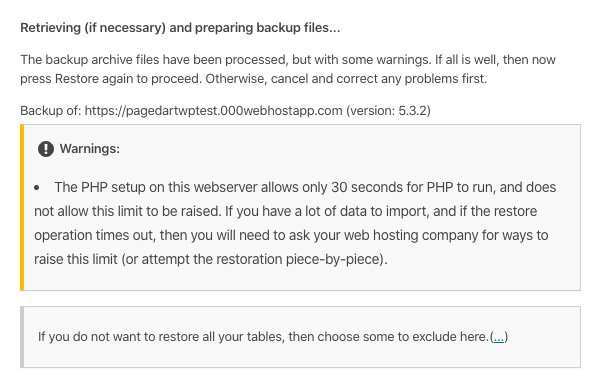 Retrieving (if necessary) and preparing backup files...
The backup archive files have been processed, but with some warnings. If all is well, then now
press Restore again to proceed. Otherwise, cancel and correct any problems first.
Backup of: https://pagedartwptest.000webhostapp.com (version: 5.3.2)
Warnings:
• The PHP setup on this webserver allows only 30 seconds for PHP to run, and does
not allow this limit to be raised. If you have a lot of data to import, and if the restore
operation times out, then you will need to ask your web hosting company for ways to
raise this limit (or attempt the restoration piece-by-piece).
If you do not want to restore all your tables, then choose some to exclude here.(...)